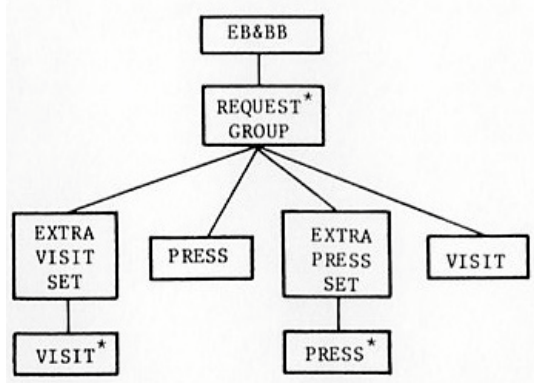 EB&BB
REQUEST*
GROUP
EXTRA
VISIT
SET
PRESS
EXTRA
PRESS
SET
VISIT
VISIT*
PRESS*